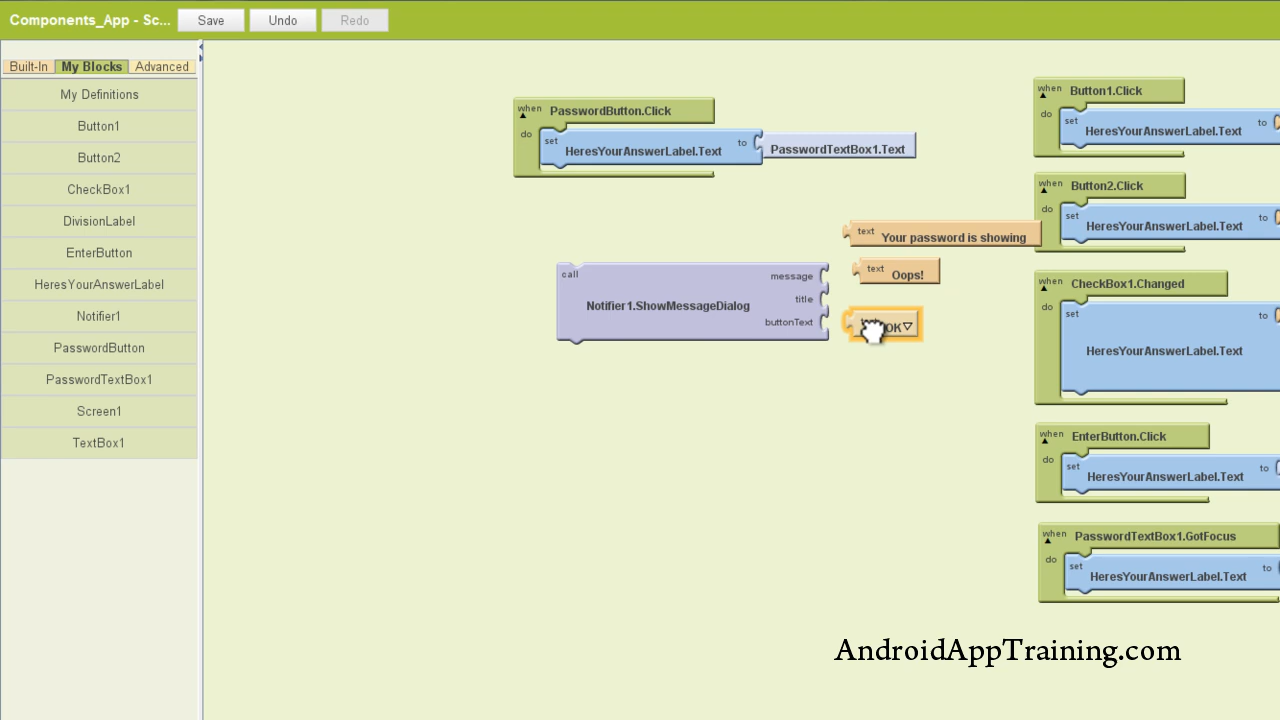 Components_App - Sc... Save Undo Redo
Built-In My Blocks Advanced
My Definitions
Button1
Button2
CheckBox1
DivisionLabel
EnterButton
HeresYourAnswerLabel
Notifier1
PasswordButton
PasswordTextBox1
Screen1
TextBox1
when PasswordButton.Click
do set HeresYourAnswerLabel.Text to PasswordTextBox1.Text
text Your password is showing
text Oops!
OK
call Notifier1.ShowMessageDialog
message
title
buttonText
when Button1.Click
do set HeresYourAnswerLabel.Text to
when Button2.Click
do set HeresYourAnswerLabel.Text to
when CheckBox1.Changed
do set HeresYourAnswerLabel.Text to
when EnterButton.Click
do set HeresYourAnswerLabel.Text to
when PasswordTextBox1.GotFocus
do set HeresYourAnswerLabel.Text to
AndroidAppTraining.com